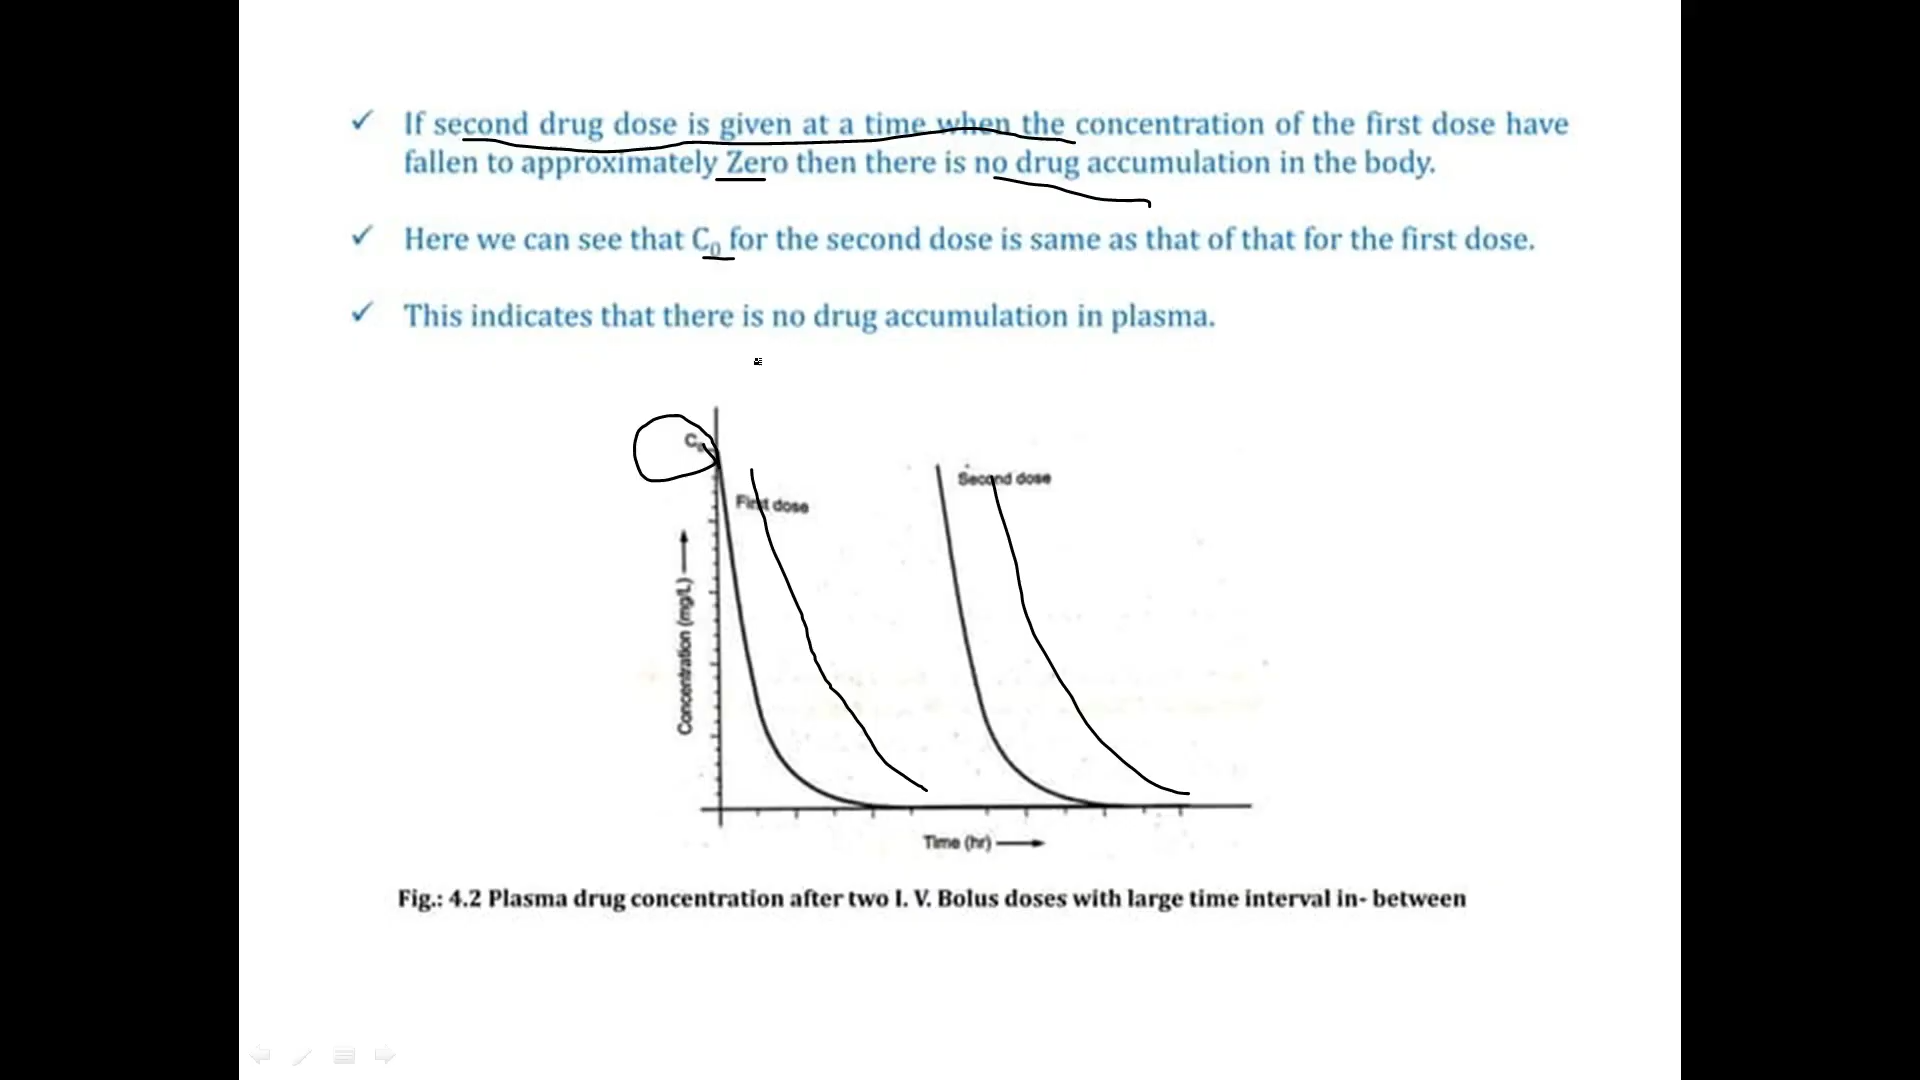 ✓ If second drug dose is given at a time when the concentration of the first dose have
fallen to approximately Zero then there is no drug accumulation in the body.
✓ Here we can see that C₀ for the second dose is same as that of that for the first dose.
✓ This indicates that there is no drug accumulation in plasma.
C₀
First dose
Second dose
Concentration (mg/L)
Time (hr)
Fig.: 4.2 Plasma drug concentration after two I. V. Bolus doses with large time interval in- between